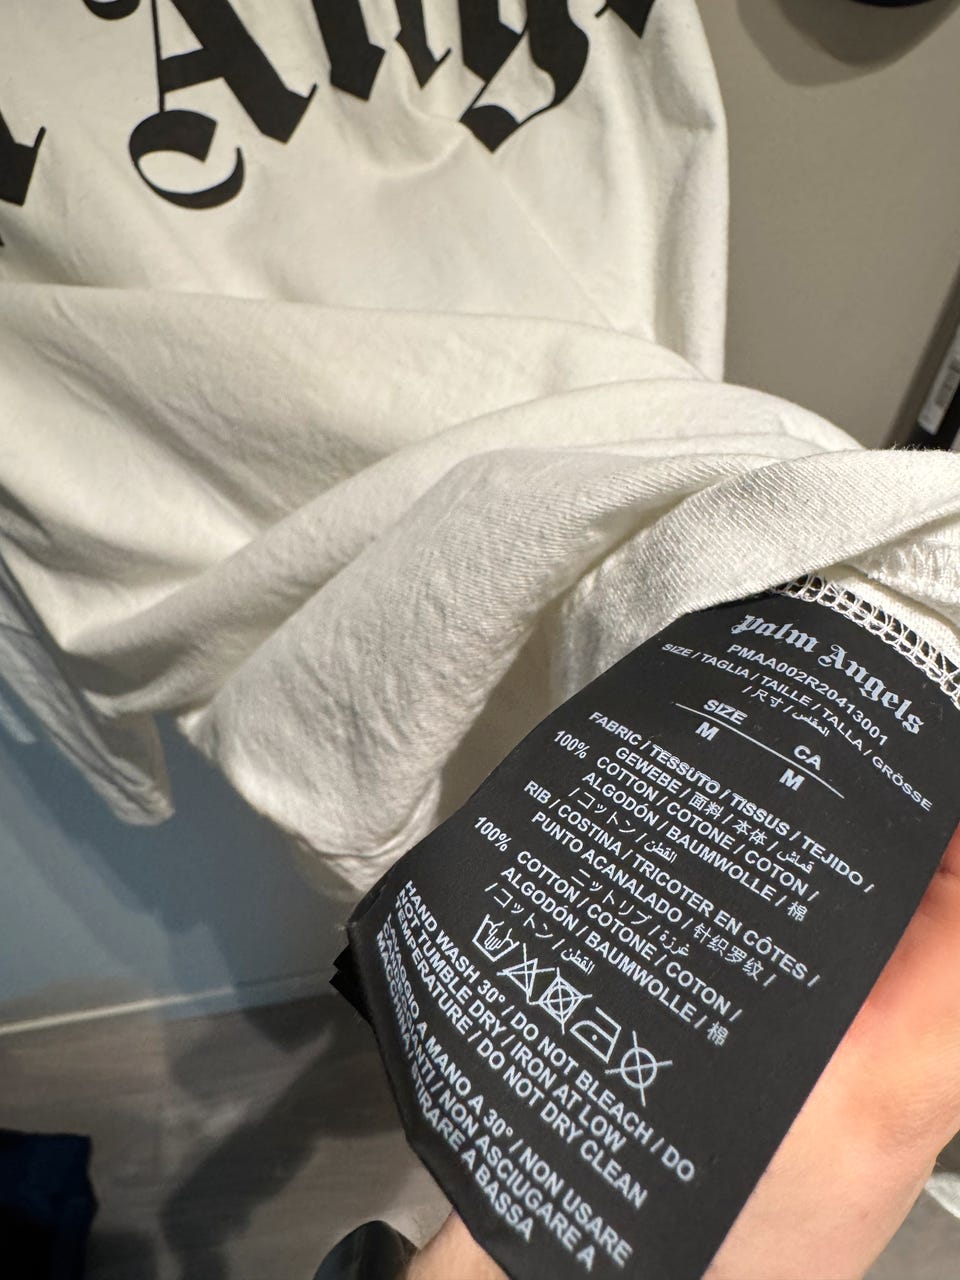 Angel
Palm Angels
PMAA002R20413001
SIZE / TAGLIA / TAILLE / TALLA / GRÖSSE
/ 尺寸 / المقاس
SIZE CA
M M
FABRIC / TESSUTO / TISSUS / TEJIDO /
GEWEBE / 面料 / 本体 / قماش
100% COTTON / COTONE / COTON /
ALGODÓN / BAUMWOLLE / 棉
/ コットン / القطن
RIB / COSTINA / TRICOTER EN CÔTES /
PUNTO ACANALADO / 针织罗纹 /
ニットリブ / غرزة
100% COTTON / COTONE / COTON /
ALGODÓN / BAUMWOLLE / 棉
/ コットン / القطن
HAND WASH 30° / DO NOT BLEACH / DO
NOT TUMBLE DRY / IRON AT LOW
TEMPERATURE / DO NOT DRY CLEAN
LAVAGGIO A MANO A 30° / NON USARE
NON ASCIUGARE A
STIRARE A BASSA